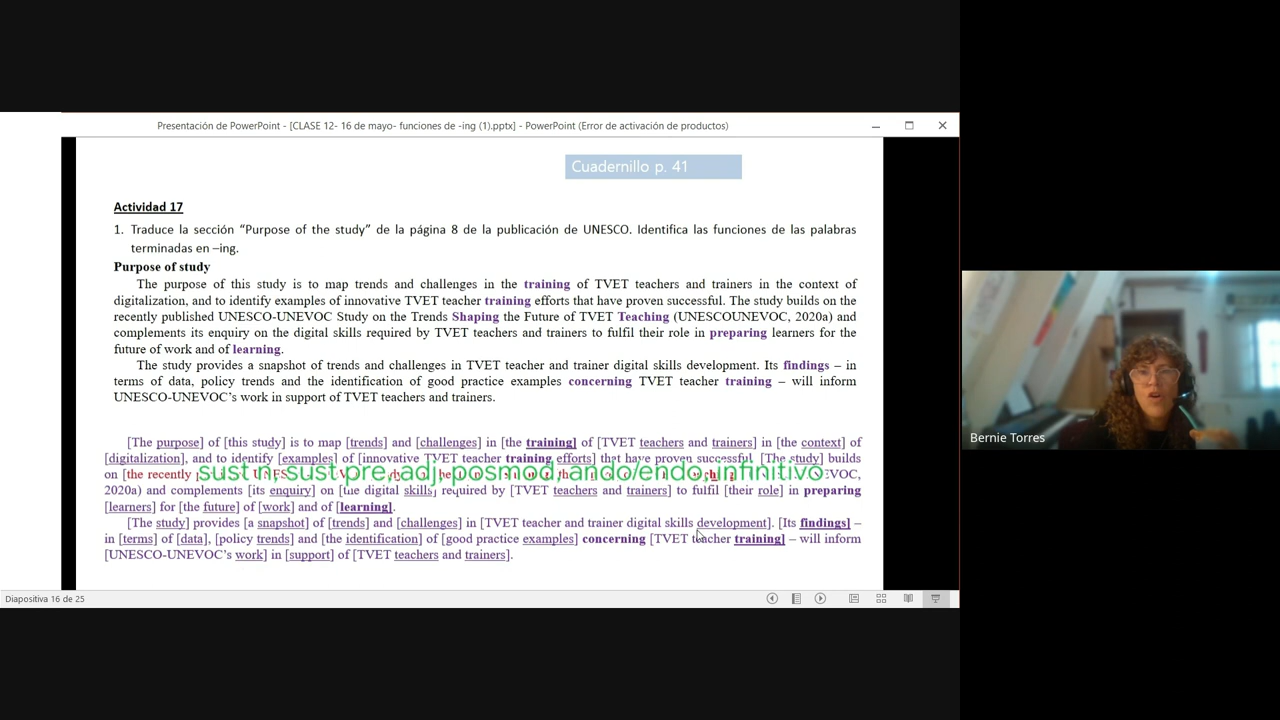 Presentación de PowerPoint - [CLASE 12- 16 de mayo- funciones de -ing (1).pptx] - PowerPoint (Error de activación de productos)
Cuadernillo p. 41
Actividad 17
1. Traduce la sección “Purpose of the study” de la página 8 de la publicación de UNESCO. Identifica las funciones de las palabras
terminadas en –ing.
Purpose of study
The purpose of this study is to map trends and challenges in the training of TVET teachers and trainers in the context of
digitalization, and to identify examples of innovative TVET teacher training efforts that have proven successful. The study builds on the
recently published UNESCO-UNEVOC Study on the Trends Shaping the Future of TVET Teaching (UNESCOUNEVOC, 2020a) and
complements its enquiry on the digital skills required by TVET teachers and trainers to fulfil their role in preparing learners for the
future of work and of learning.
The study provides a snapshot of trends and challenges in TVET teacher and trainer digital skills development. Its findings – in
terms of data, policy trends and the identification of good practice examples concerning TVET teacher training – will inform
UNESCO-UNEVOC’s work in support of TVET teachers and trainers.
[The purpose] of [this study] is to map [trends] and [challenges] in [the training] of [TVET teachers and trainers] in [the context] of
[digitalization], and to identify [examples] of [innovative TVET teacher training efforts] that have proven successful. [The study] builds
on [the recently
sust n, sust pre, adj, posmod, ando/endo, infinitivo
2020a) and complements [its enquiry] on [the digital skills] required by [TVET teachers and trainers] to fulfil [their role] in preparing
[learners] for [the future] of [work] and of [learning].
[The study] provides [a snapshot] of [trends] and [challenges] in [TVET teacher and trainer digital skills development]. [Its findings] –
in [terms] of [data], [policy trends] and [the identification] of [good practice examples] concerning [TVET teacher training] – will inform
[UNESCO-UNEVOC’s work] in [support] of [TVET teachers and trainers].
Diapositiva 16 de 25
Bernie Torres